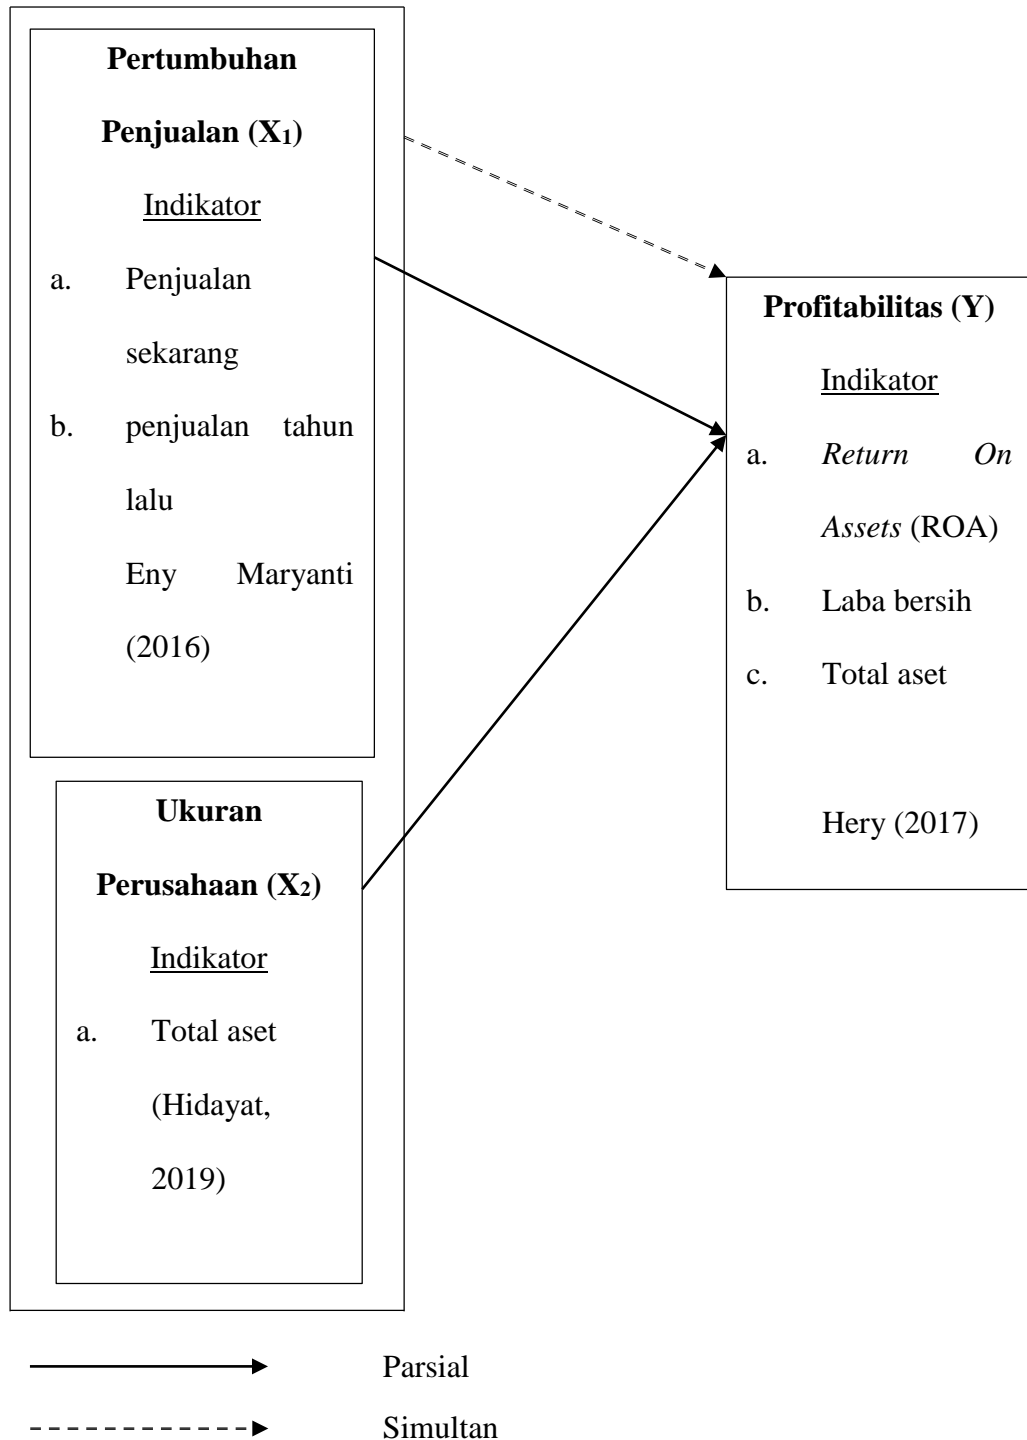 Pertumbuhan
Penjualan (X1)
Indikator
a. Penjualan
sekarang
b. penjualan tahun
lalu
Eny Maryanti
(2016)
Ukuran
Perusahaan (X2)
Indikator
a. Total aset
(Hidayat,
2019)
Profitabilitas (Y)
Indikator
a. Return On
Assets (ROA)
b. Laba bersih
c. Total aset
Hery (2017)
Parsial
Simultan